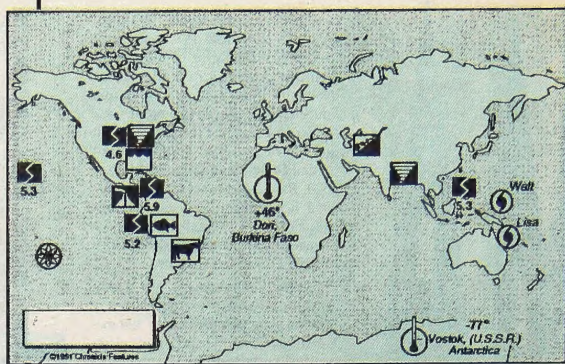 4.6
5.3
5.9
5.2
+46°
Dori,
Burkina Faso
5.3
Walt
Lisa
-77°
Vostok, (U.S.S.R.)
Antarctica
©1991 Chronicle Features